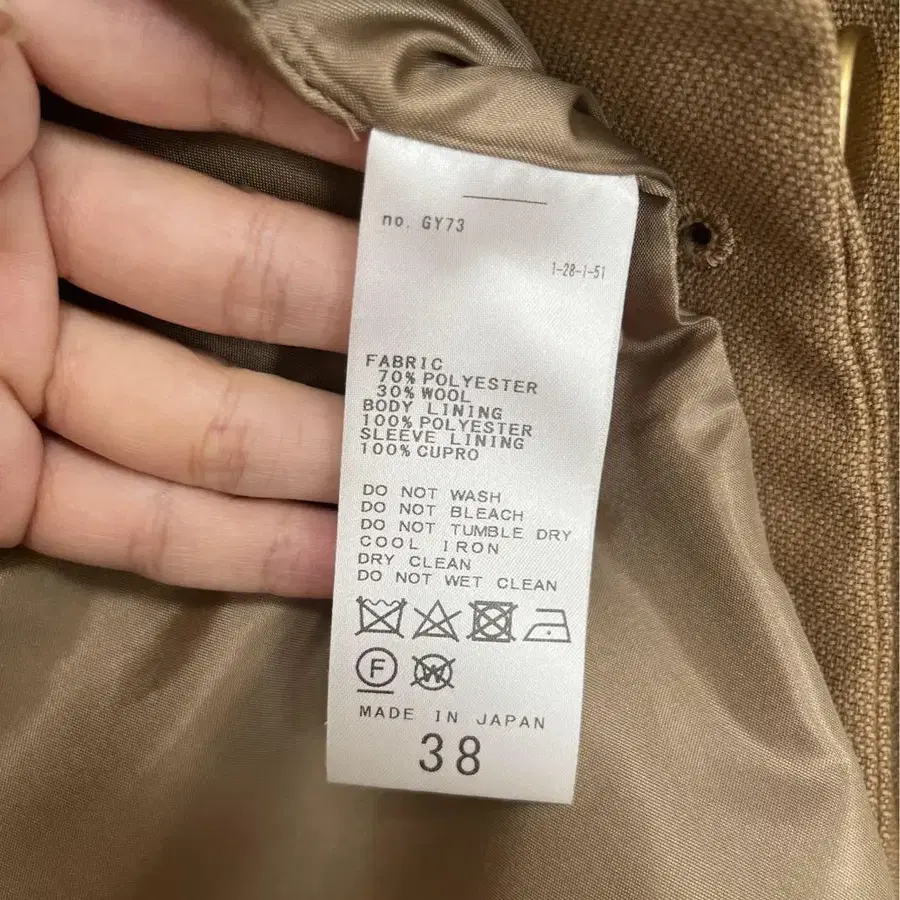 no. GY73
1-28-1-51
FABRIC
70% POLYESTER
30% WOOL
BODY LINING
100% POLYESTER
SLEEVE LINING
100% CUPRO
DO NOT WASH
DO NOT BLEACH
DO NOT TUMBLE DRY
COOL IRON
DRY CLEAN
DO NOT WET CLEAN
F W
MADE IN JAPAN
38